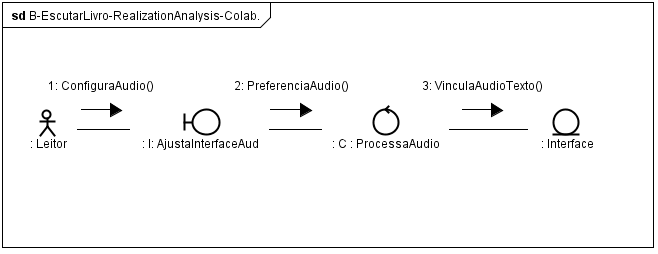 sd B-EscutarLivro-RealizationAnalysis-Colab.
1: ConfiguraAudio()
2: PreferenciaAudio()
3: VinculaAudioTexto()
: Leitor
: I: AjustaInterfaceAud
: C : ProcessaAudio
: Interface